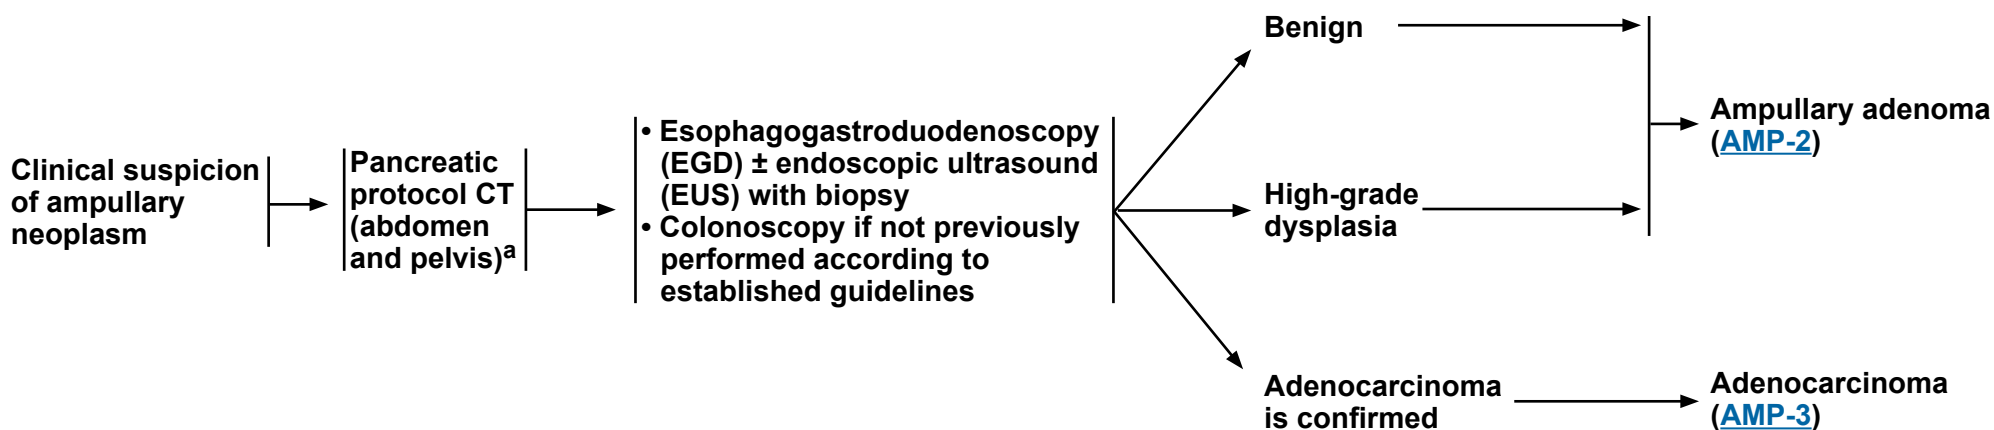 Clinical suspicion
of ampullary
neoplasm
Pancreatic
protocol CT
(abdomen
and pelvis)a
• Esophagogastroduodenoscopy
(EGD) ± endoscopic ultrasound
(EUS) with biopsy
• Colonoscopy if not previously
performed according to
established guidelines
Benign
High-grade
dysplasia
Adenocarcinoma
is confirmed
Ampullary adenoma
(AMP-2)
Adenocarcinoma
(AMP-3)